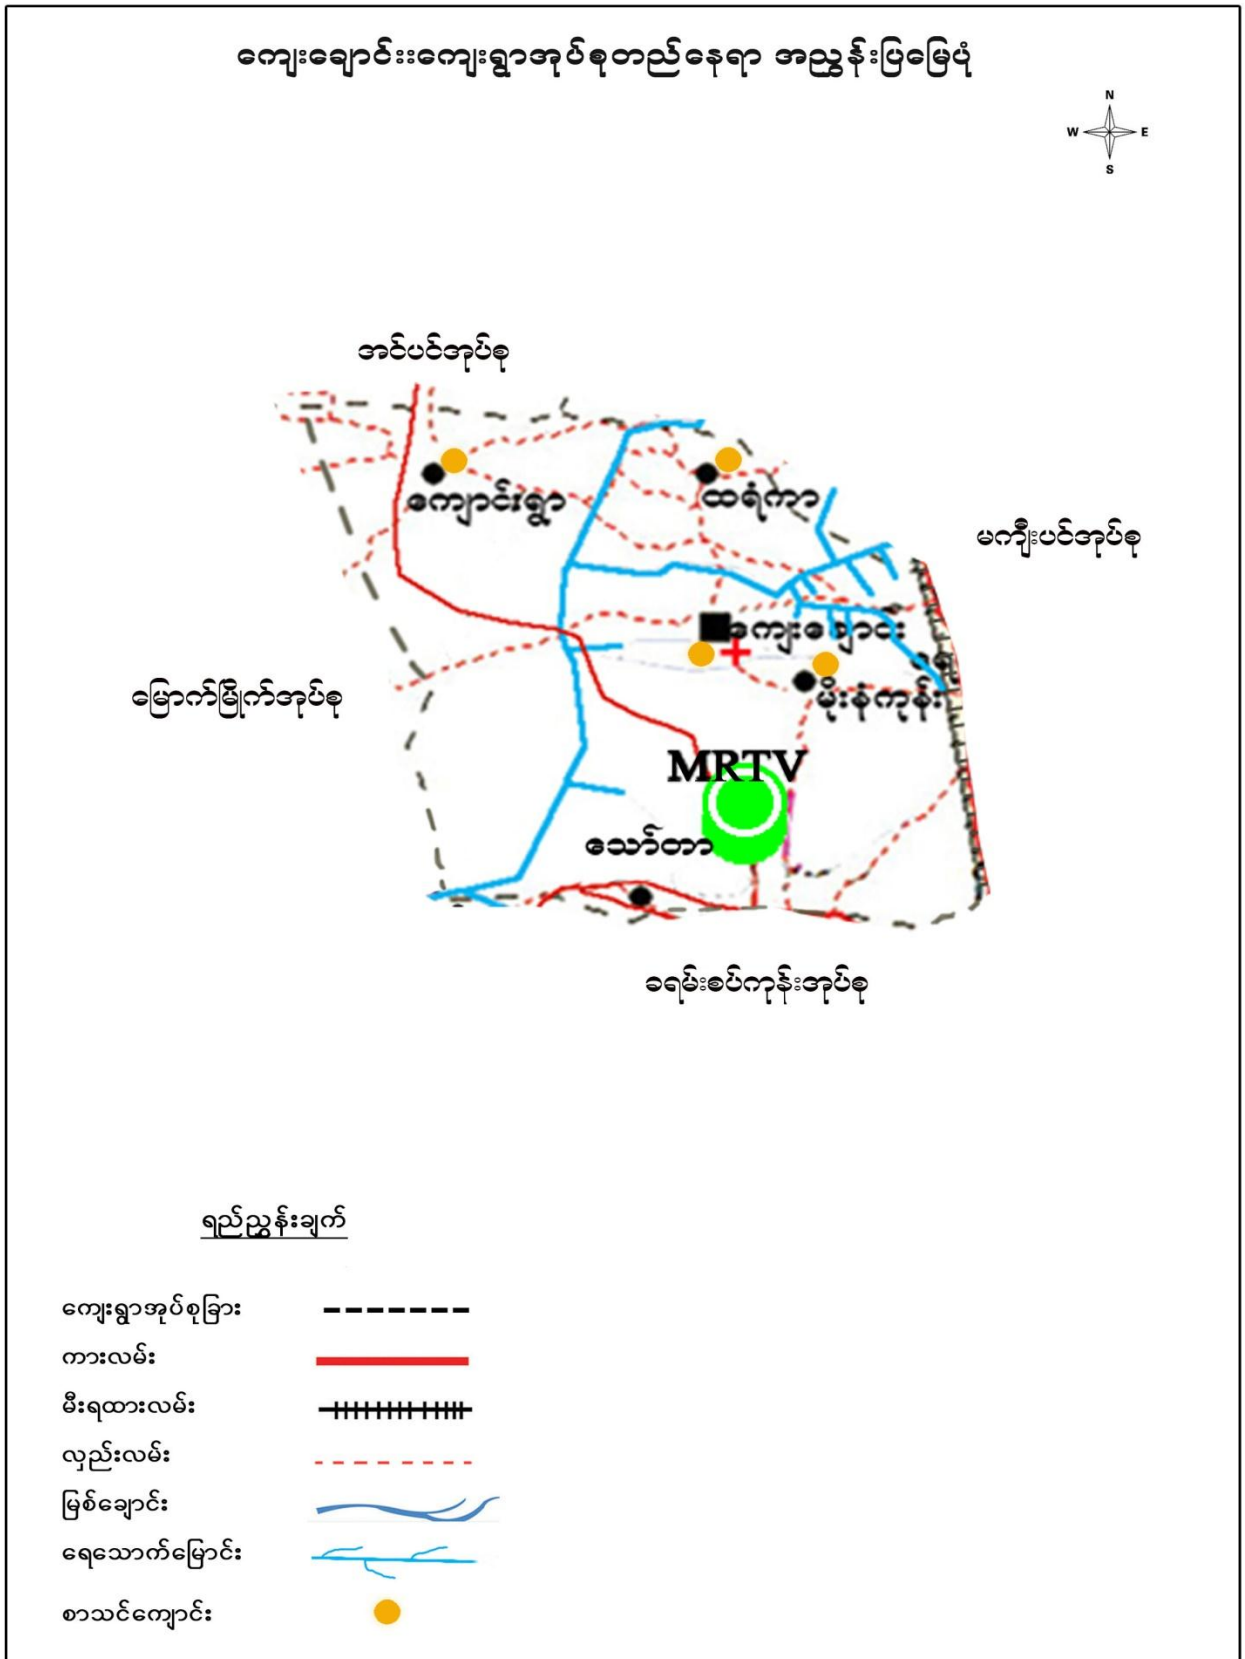 ကျေးချောင်းးကျေးရွာအုပ်စုတည်နေရာ အညွှန်းပြမြေပုံ
N
W E
S
အင်ပင်အုပ်စု
ကျောင်းရွာ
ထရံကာ
မကျီးပင်အုပ်စု
ကျေးချောင်း
မြောက်မြိုက်အုပ်စု
မိုးနံကုန်း
MRTV
သော်တာ
ခရမ်းစပ်ကုန်းအုပ်စု
ရည်ညွှန်းချက်
ကျေးရွာအုပ်စုခြား
ကားလမ်း
မီးရထားလမ်း
လှည်းလမ်း
မြစ်ချောင်း
ရေသောက်မြောင်း
စာသင်ကျောင်း